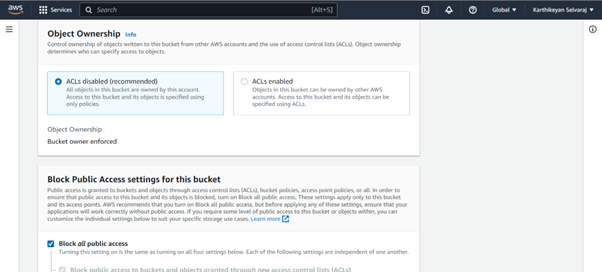 aws Services Search [Alt+S] Global Karthikeyan Selvaraj
Object Ownership Info
Control ownership of objects written to this bucket from other AWS accounts and the use of access control lists (ACLs). Object ownership
determines who can specify access to objects.
ACLs disabled (recommended)
All objects in this bucket are owned by this account.
Access to this bucket and its objects is specified using
only policies.
ACLs enabled
Objects in this bucket can be owned by other AWS
accounts. Access to this bucket and its objects can be
specified using ACLs.
Object Ownership
Bucket owner enforced
Block Public Access settings for this bucket
Public access is granted to buckets and objects through access control lists (ACLs), bucket policies, access point policies, or all. In order to
ensure that public access to this bucket and its objects is blocked, turn on Block all public access. These settings apply only to this bucket
and its access points. AWS recommends that you turn on Block all public access, but before applying any of these settings, ensure that your
applications will work correctly without public access. If you require some level of public access to this bucket or objects within, you can
customize the individual settings below to suit your specific storage use cases. Learn more
Block all public access
Turning this setting on is the same as turning on all four settings below. Each of the following settings are independent of one another.
Block public access to buckets and objects granted through new access control lists (ACLs)